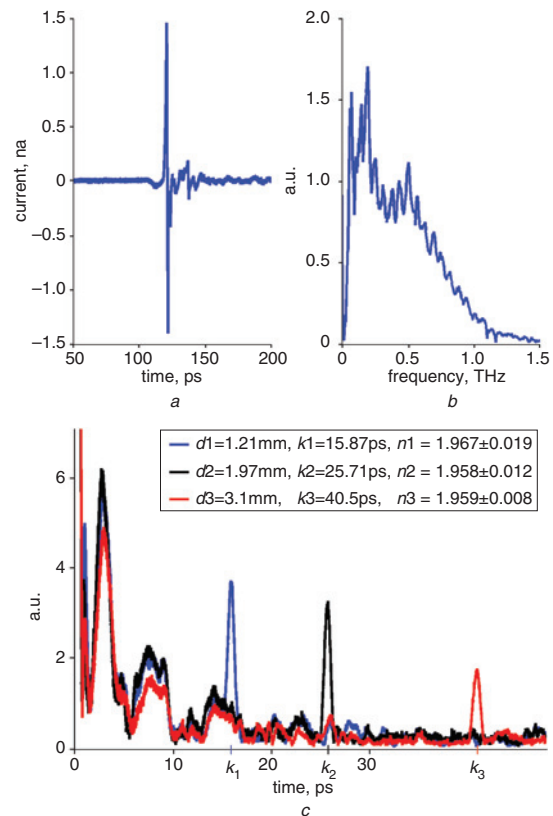 1.5
1.0
0.5
0
–0.5
–1.0
–1.5
current, na
50
100
150
200
time, ps
a
2.0
1.5
1.0
0.5
0
a.u.
0
0.5
1.0
1.5
frequency, THz
b
d1=1.21mm, k1=15.87ps, n1 = 1.967±0.019
d2=1.97mm, k2=25.71ps, n2 = 1.958±0.012
d3=3.1mm, k3=40.5ps, n3 = 1.959±0.008
6
4
2
0
a.u.
0
10
k1
20
k2
30
k3
time, ps
c